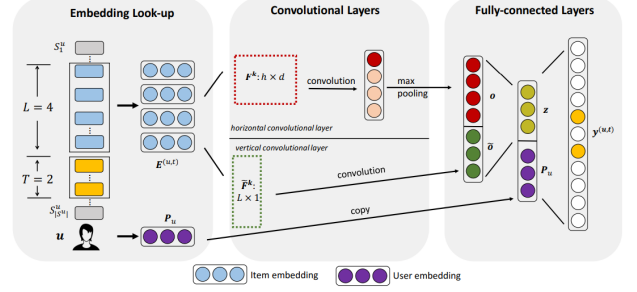 Embedding Look-up
Convolutional Layers
Fully-connected Layers
S₁ᵘ
L = 4
T = 2
Sᵘ|Sᵘ|
u
E⁽ᵘ,ᵗ⁾
Pᵤ
Fᵏ: h × d
convolution
max
pooling
horizontal convolutional layer
vertical convolutional layer
F̃ᵏ:
L × 1
convolution
copy
o
õ
z
Pᵤ
y⁽ᵘ,ᵗ⁾
Item embedding
User embedding